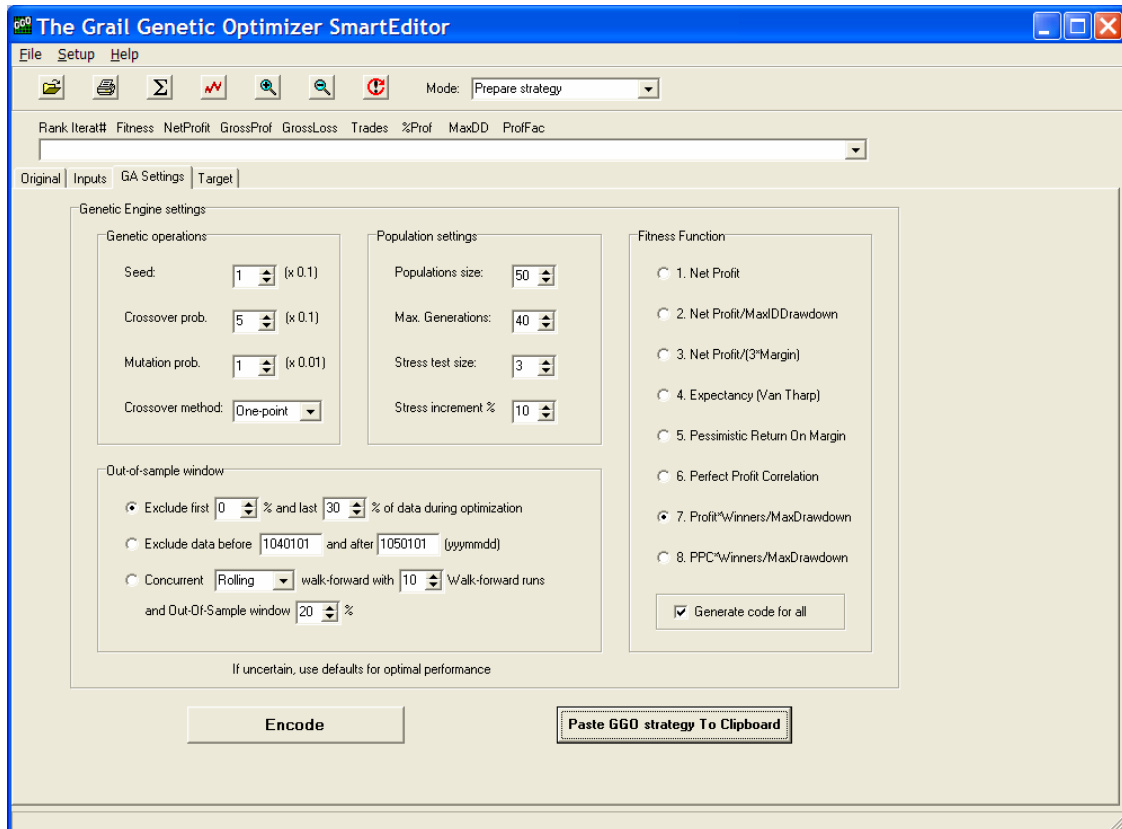 The Grail Genetic Optimizer SmartEditor
File Setup Help
Mode: Prepare strategy
Rank Iterat# Fitness NetProfit GrossProf GrossLoss Trades %Prof MaxDD ProfFac
Original Inputs GA Settings Target
Genetic Engine settings
Genetic operations
Seed: 1 (x 0.1)
Crossover prob. 5 (x 0.1)
Mutation prob. 1 (x 0.01)
Crossover method: One-point
Population settings
Populations size: 50
Max. Generations: 40
Stress test size: 3
Stress increment % 10
Fitness Function
1. Net Profit
2. Net Profit/MaxIDDrawdown
3. Net Profit/(3*Margin)
4. Expectancy (Van Tharp)
5. Pessimistic Return On Margin
6. Perfect Profit Correlation
7. Profit*Winners/MaxDrawdown
8. PPC*Winners/MaxDrawdown
Generate code for all
Out-of-sample window
Exclude first 0 % and last 30 % of data during optimization
Exclude data before 1040101 and after 1050101 (yyymmdd)
Concurrent Rolling walk-forward with 10 Walk-forward runs
and Out-Of-Sample window 20 %
If uncertain, use defaults for optimal performance
Encode
Paste GGO strategy To Clipboard